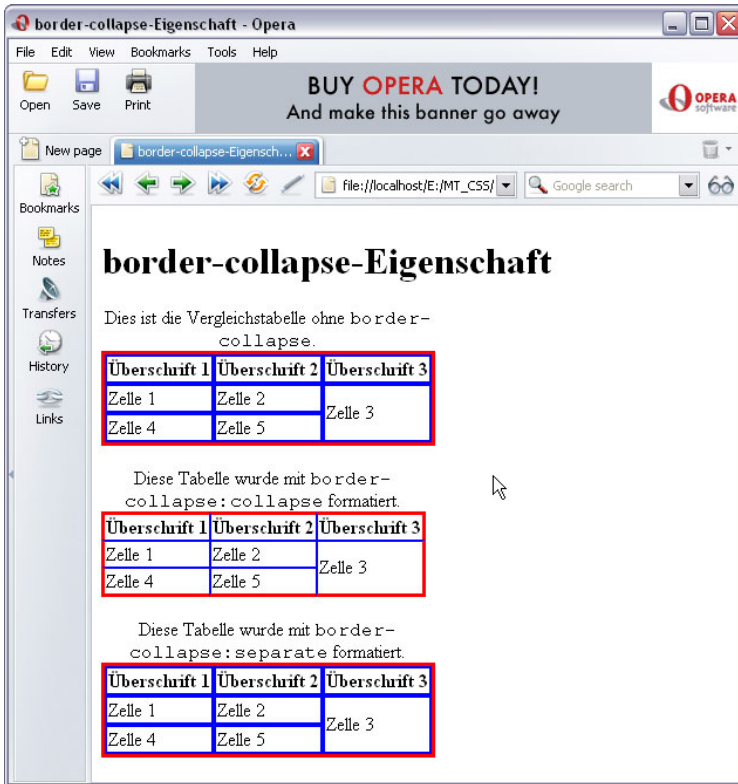 border-collapse-Eigenschaft - Opera
File Edit View Bookmarks Tools Help
Open Save Print
BUY OPERA TODAY!
And make this banner go away
OPERA
software
New page
border-collapse-Eigensch...
file://localhost/E:/MT_CSS/
Google search
Bookmarks
Notes
Transfers
History
Links
border-collapse-Eigenschaft
Dies ist die Vergleichstabelle ohne border-
collapse.
Überschrift 1 Überschrift 2 Überschrift 3
Zelle 1 Zelle 2 Zelle 3
Zelle 4 Zelle 5
Diese Tabelle wurde mit border-
collapse:collapse formatiert.
Überschrift 1 Überschrift 2 Überschrift 3
Zelle 1 Zelle 2 Zelle 3
Zelle 4 Zelle 5
Diese Tabelle wurde mit border-
collapse:separate formatiert.
Überschrift 1 Überschrift 2 Überschrift 3
Zelle 1 Zelle 2 Zelle 3
Zelle 4 Zelle 5